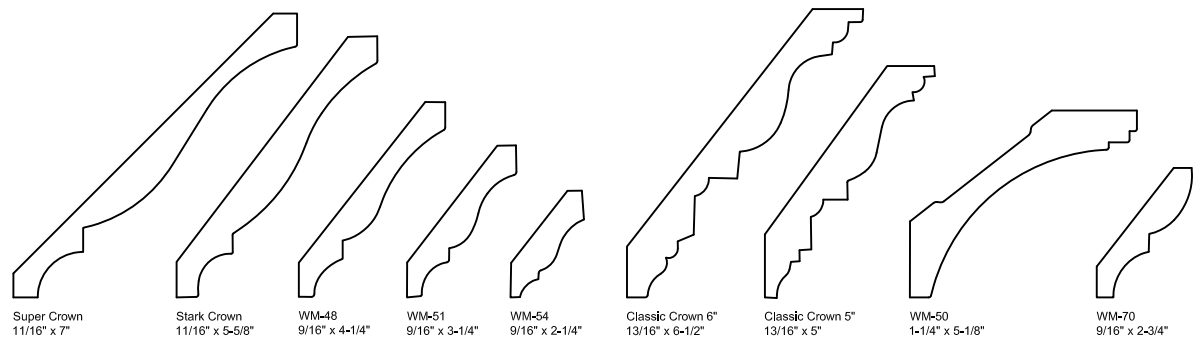 Super Crown
11/16" x 7"
Stark Crown
11/16" x 5-5/8"
WM-48
9/16" x 4-1/4"
WM-51
9/16" x 3-1/4"
WM-54
9/16" x 2-1/4"
Classic Crown 6"
13/16" x 6-1/2"
Classic Crown 5"
13/16" x 5"
WM-50
1-1/4" x 5-1/8"
WM-70
9/16" x 2-3/4"